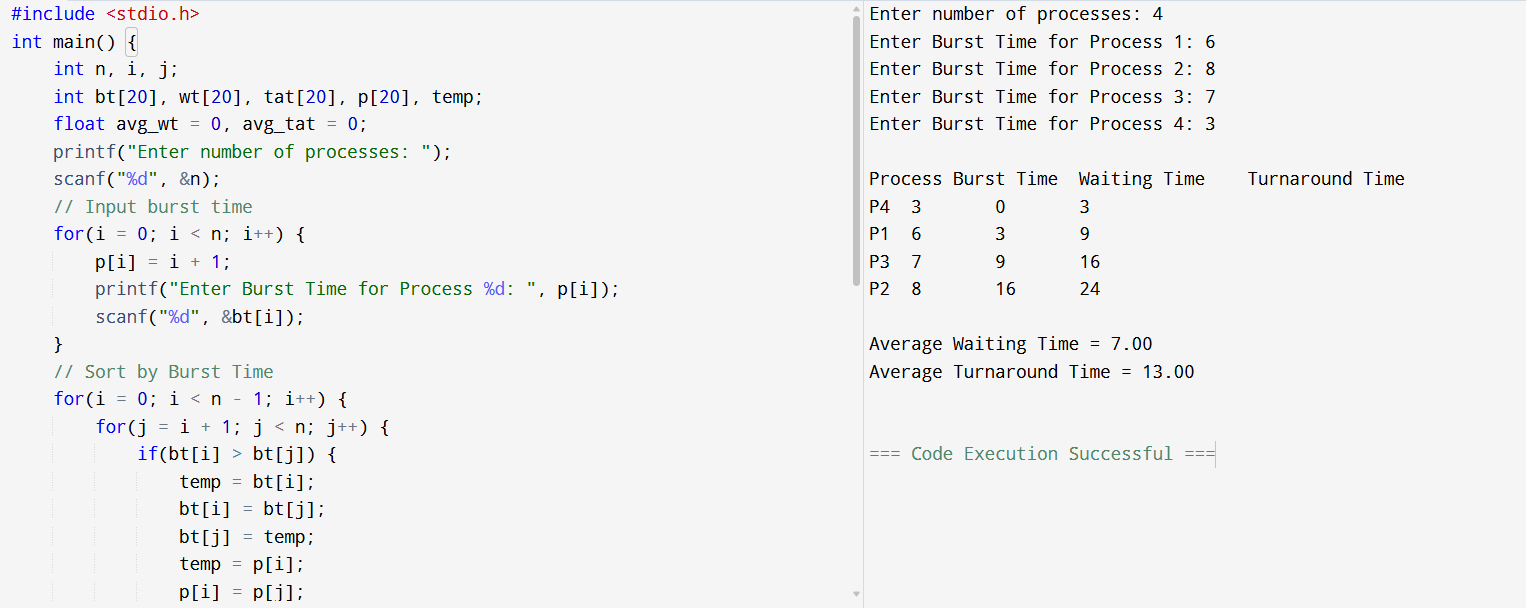 #include <stdio.h>
int main() {
    int n, i, j;
    int bt[20], wt[20], tat[20], p[20], temp;
    float avg_wt = 0, avg_tat = 0;
    printf("Enter number of processes: ");
    scanf("%d", &n);
    // Input burst time
    for(i = 0; i < n; i++) {
        p[i] = i + 1;
        printf("Enter Burst Time for Process %d: ", p[i]);
        scanf("%d", &bt[i]);
    }
    // Sort by Burst Time
    for(i = 0; i < n - 1; i++) {
        for(j = i + 1; j < n; j++) {
            if(bt[i] > bt[j]) {
                temp = bt[i];
                bt[i] = bt[j];
                bt[j] = temp;
                temp = p[i];
                p[i] = p[j];
Enter number of processes: 4
Enter Burst Time for Process 1: 6
Enter Burst Time for Process 2: 8
Enter Burst Time for Process 3: 7
Enter Burst Time for Process 4: 3

Process Burst Time  Waiting Time    Turnaround Time
P4  3       0       3
P1  6       3       9
P3  7       9       16
P2  8       16      24

Average Waiting Time = 7.00
Average Turnaround Time = 13.00

=== Code Execution Successful ===